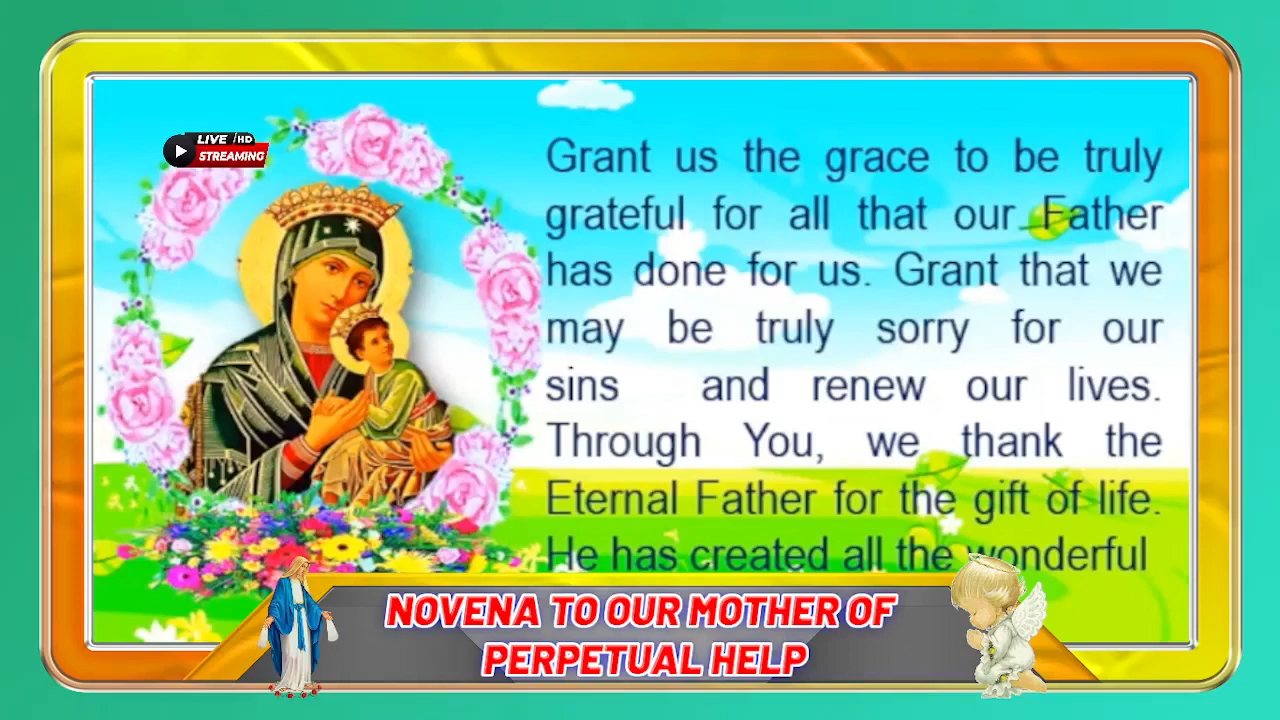 LIVE /HD
STREAMING
Grant us the grace to be truly
grateful for all that our Father
has done for us. Grant that we
may be truly sorry for our
sins and renew our lives.
Through You, we thank the
Eternal Father for the gift of life.
He has created all the wonderful
NOVENA TO OUR MOTHER OF
PERPETUAL HELP